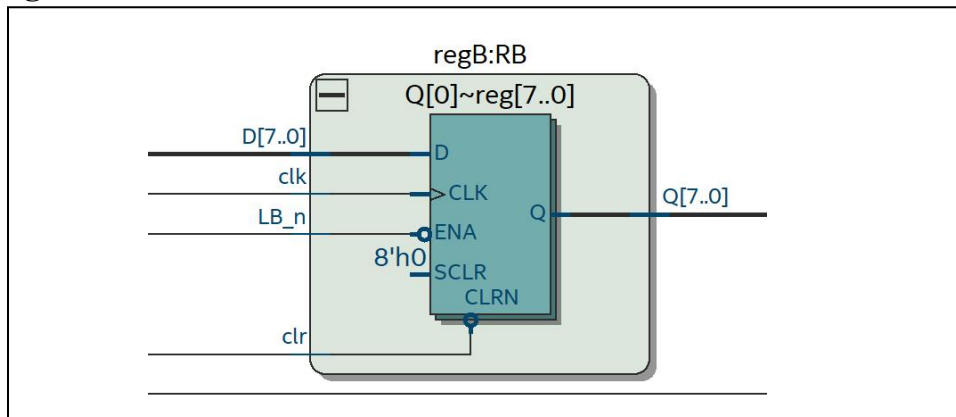 regB:RB
Q[0]~reg[7..0]
D[7..0]
D
clk
CLK
Q[7..0]
Q
LB_n
ENA
8'h0
SCLR
CLRN
clr